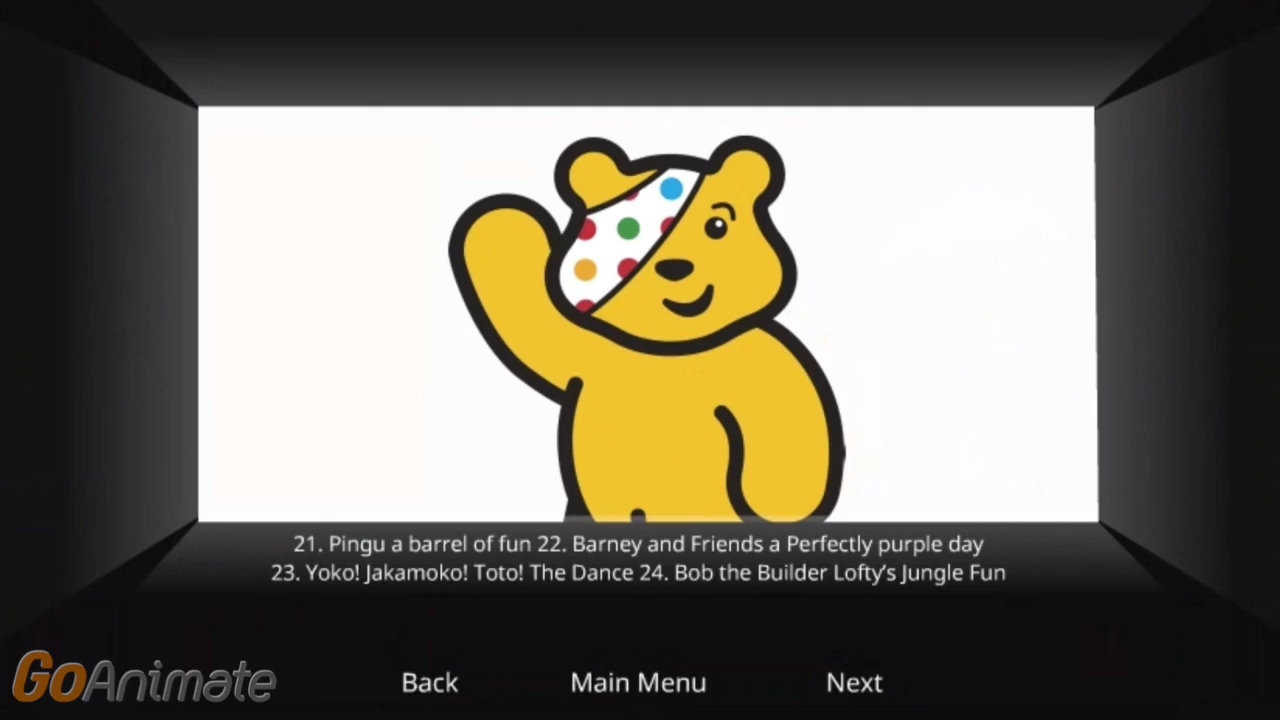 21. Pingu a barrel of fun 22. Barney and Friends a Perfectly purple day
23. Yoko! Jakamoko! Toto! The Dance 24. Bob the Builder Lofty's Jungle Fun
Back Main Menu Next
GoAnimate